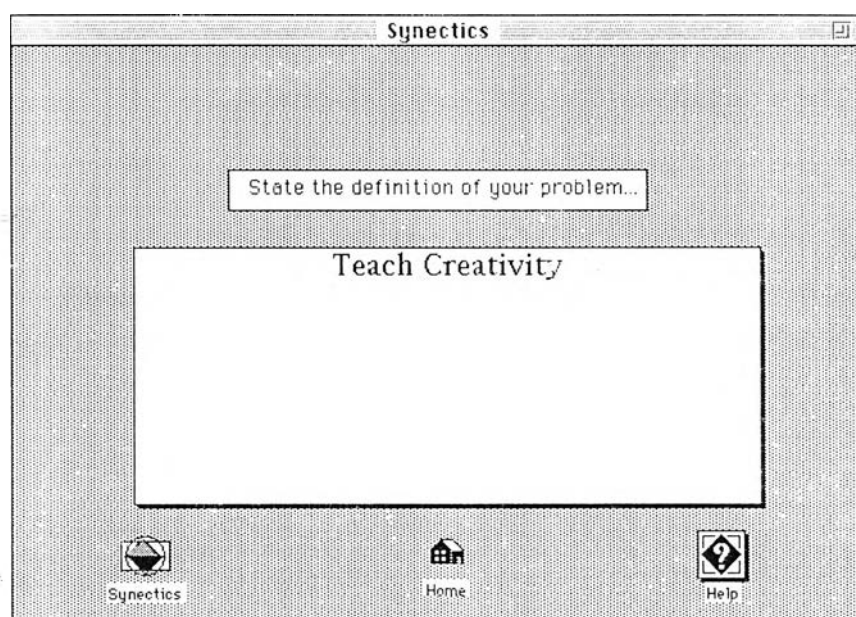 Synectics
State the definition of your problem...
Teach Creativity
Synectics
Home
Help